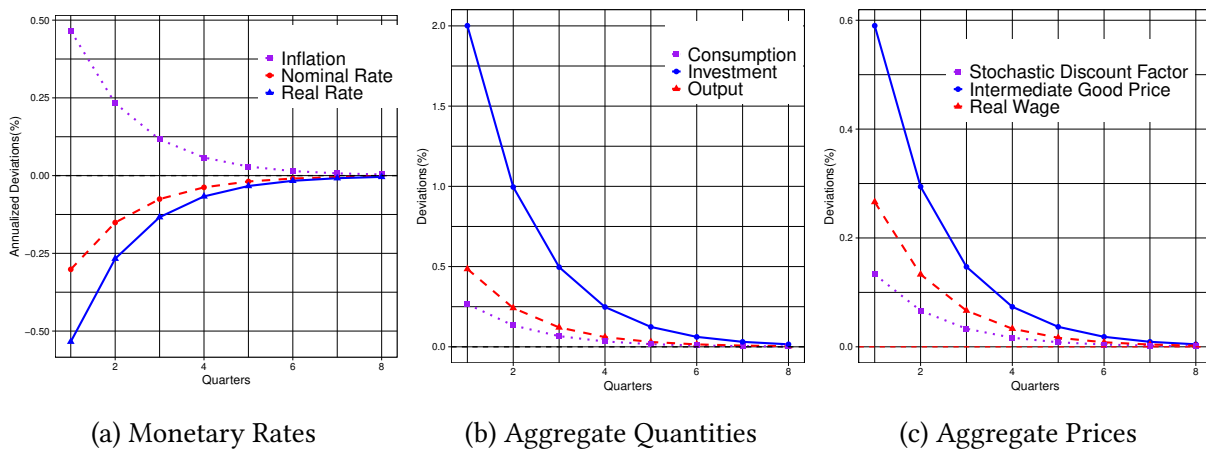 0.50
0.25
0.00
−0.25
−0.50
Annualized Deviations(%)
Inflation
Nominal Rate
Real Rate
2
4
6
8
Quarters
(a) Monetary Rates
2.0
1.5
1.0
0.5
0.0
Deviations(%)
Consumption
Investment
Output
2
4
6
8
Quarters
(b) Aggregate Quantities
0.6
0.4
0.2
0.0
Deviations(%)
Stochastic Discount Factor
Intermediate Good Price
Real Wage
2
4
6
8
Quarters
(c) Aggregate Prices